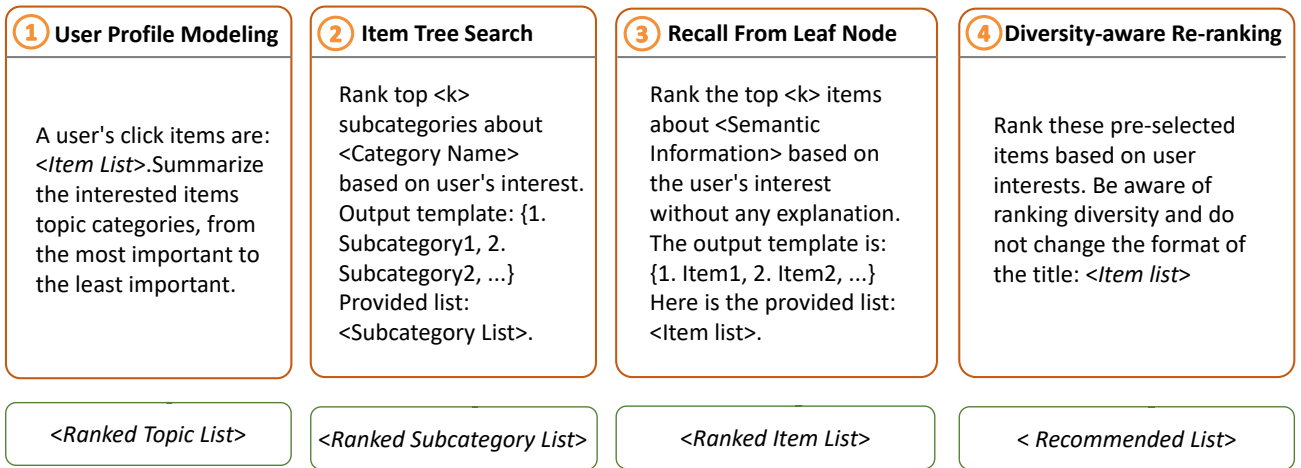 1 User Profile Modeling
A user's click items are:
<Item List>.Summarize
the interested items
topic categories, from
the most important to
the least important.
<Ranked Topic List>
2 Item Tree Search
Rank top <k>
subcategories about
<Category Name>
based on user's interest.
Output template: {1.
Subcategory1, 2.
Subcategory2, ...}
Provided list:
<Subcategory List>.
<Ranked Subcategory List>
3 Recall From Leaf Node
Rank the top <k> items
about <Semantic
Information> based on
the user's interest
without any explanation.
The output template is:
{1. Item1, 2. Item2, ...}
Here is the provided list:
<Item list>.
<Ranked Item List>
4 Diversity-aware Re-ranking
Rank these pre-selected
items based on user
interests. Be aware of
ranking diversity and do
not change the format of
the title: <Item list>
< Recommended List>